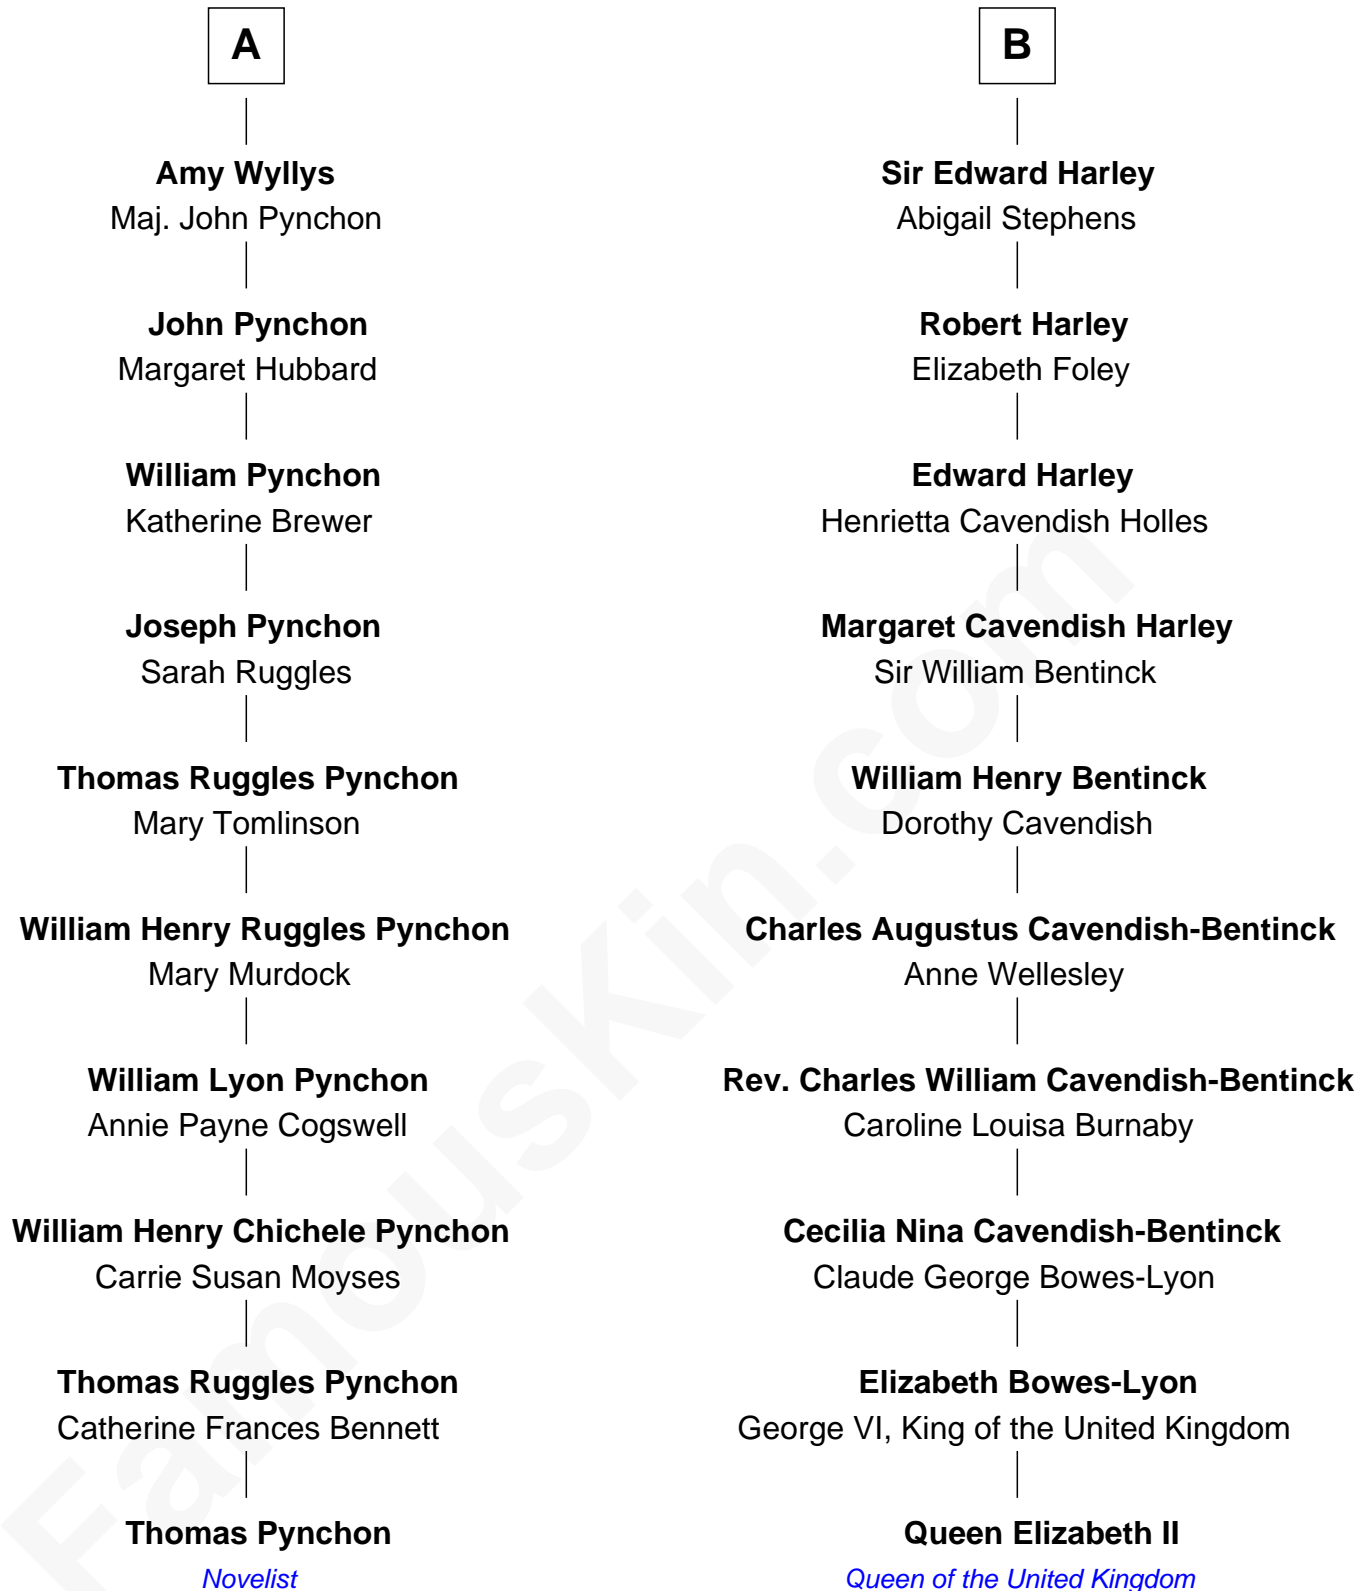 A
Amy Wyllys
Maj. John Pynchon
John Pynchon
Margaret Hubbard
William Pynchon
Katherine Brewer
Joseph Pynchon
Sarah Ruggles
Thomas Ruggles Pynchon
Mary Tomlinson
William Henry Ruggles Pynchon
Mary Murdock
William Lyon Pynchon
Annie Payne Cogswell
William Henry Chichele Pynchon
Carrie Susan Moyses
Thomas Ruggles Pynchon
Catherine Frances Bennett
Thomas Pynchon
Novelist
B
Sir Edward Harley
Abigail Stephens
Robert Harley
Elizabeth Foley
Edward Harley
Henrietta Cavendish Holles
Margaret Cavendish Harley
Sir William Bentinck
William Henry Bentinck
Dorothy Cavendish
Charles Augustus Cavendish-Bentinck
Anne Wellesley
Rev. Charles William Cavendish-Bentinck
Caroline Louisa Burnaby
Cecilia Nina Cavendish-Bentinck
Claude George Bowes-Lyon
Elizabeth Bowes-Lyon
George VI, King of the United Kingdom
Queen Elizabeth II
Queen of the United Kingdom
FamousKin.com